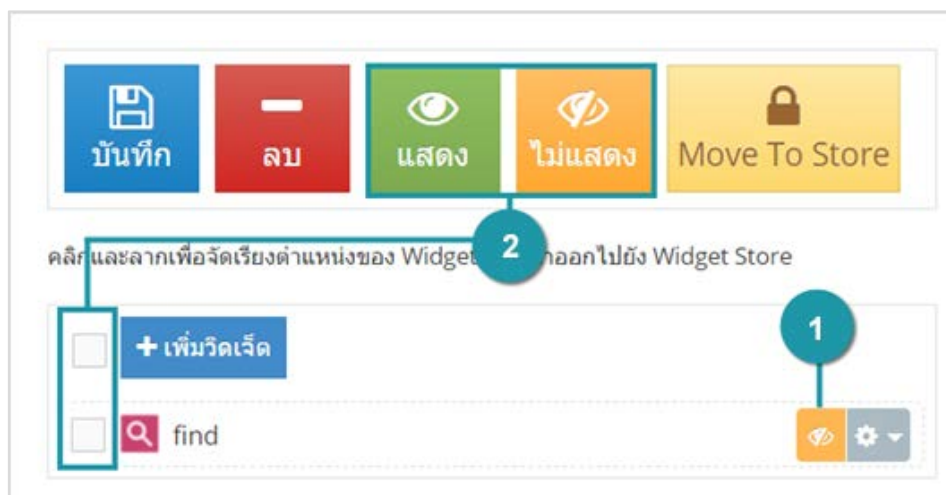 บันทึก
ลบ
แสดง
ไม่แสดง
Move To Store
2
คลิกและลากเพื่อจัดเรียงตำแหน่งของ Widget ออกไปยัง Widget Store
1
+ เพิ่มวิดเจ็ด
find